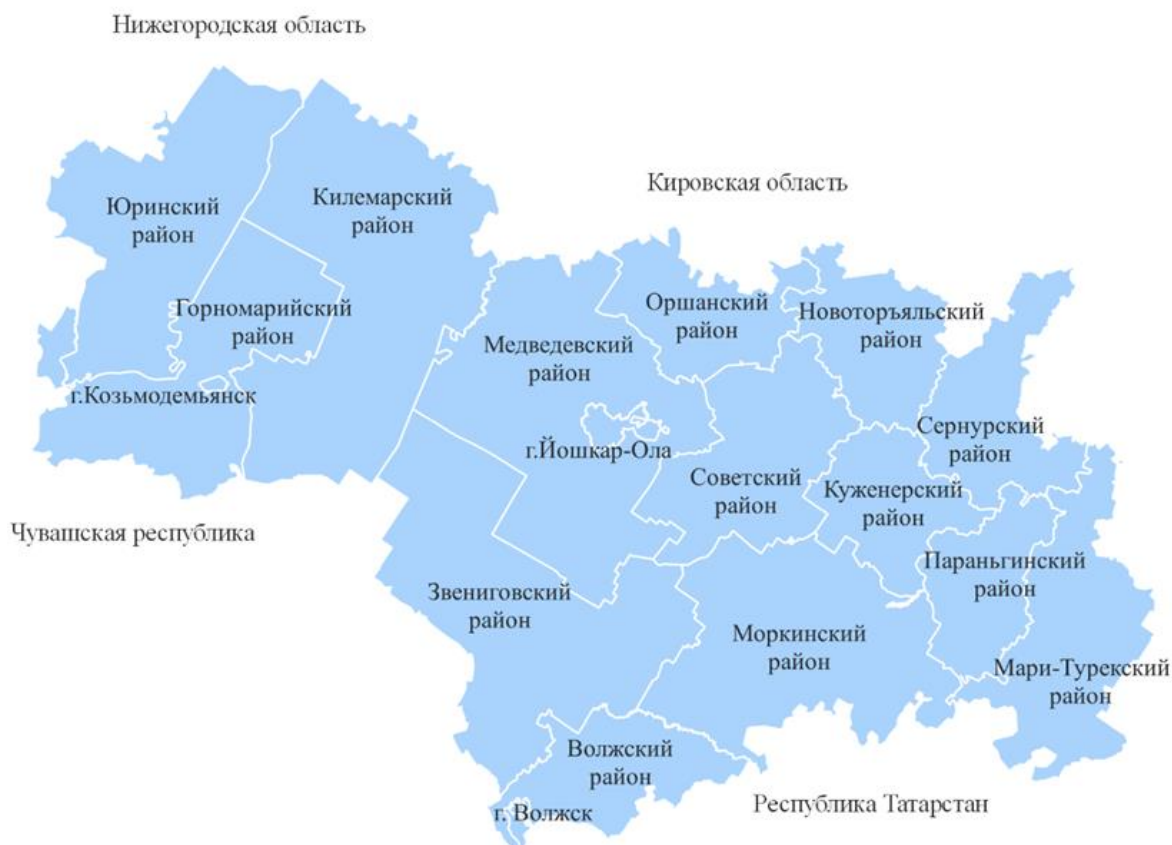 Нижегородская область
Кировская область
Юринский
район
Килемарский
район
Горномарийский
район
Оршанский
район
Новоторъяльский
район
Медведевский
район
г.Козьмодемьянск
г.Йошкар-Ола
Сернурский
район
Советский
район
Куженерский
район
Чувашская республика
Параньгинский
район
Звениговский
район
Моркинский
район
Мари-Турекский
район
Волжский
район
г. Волжск
Республика Татарстан